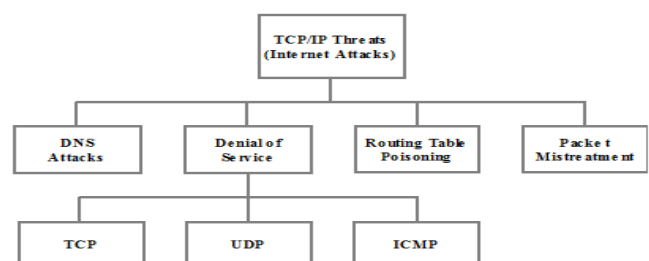 TCP/IP Threats
(Internet Attacks)
DNS
Attacks
Denial of
Service
Routing Table
Poisoning
Packet
Mistreatment
TCP
UDP
ICMP